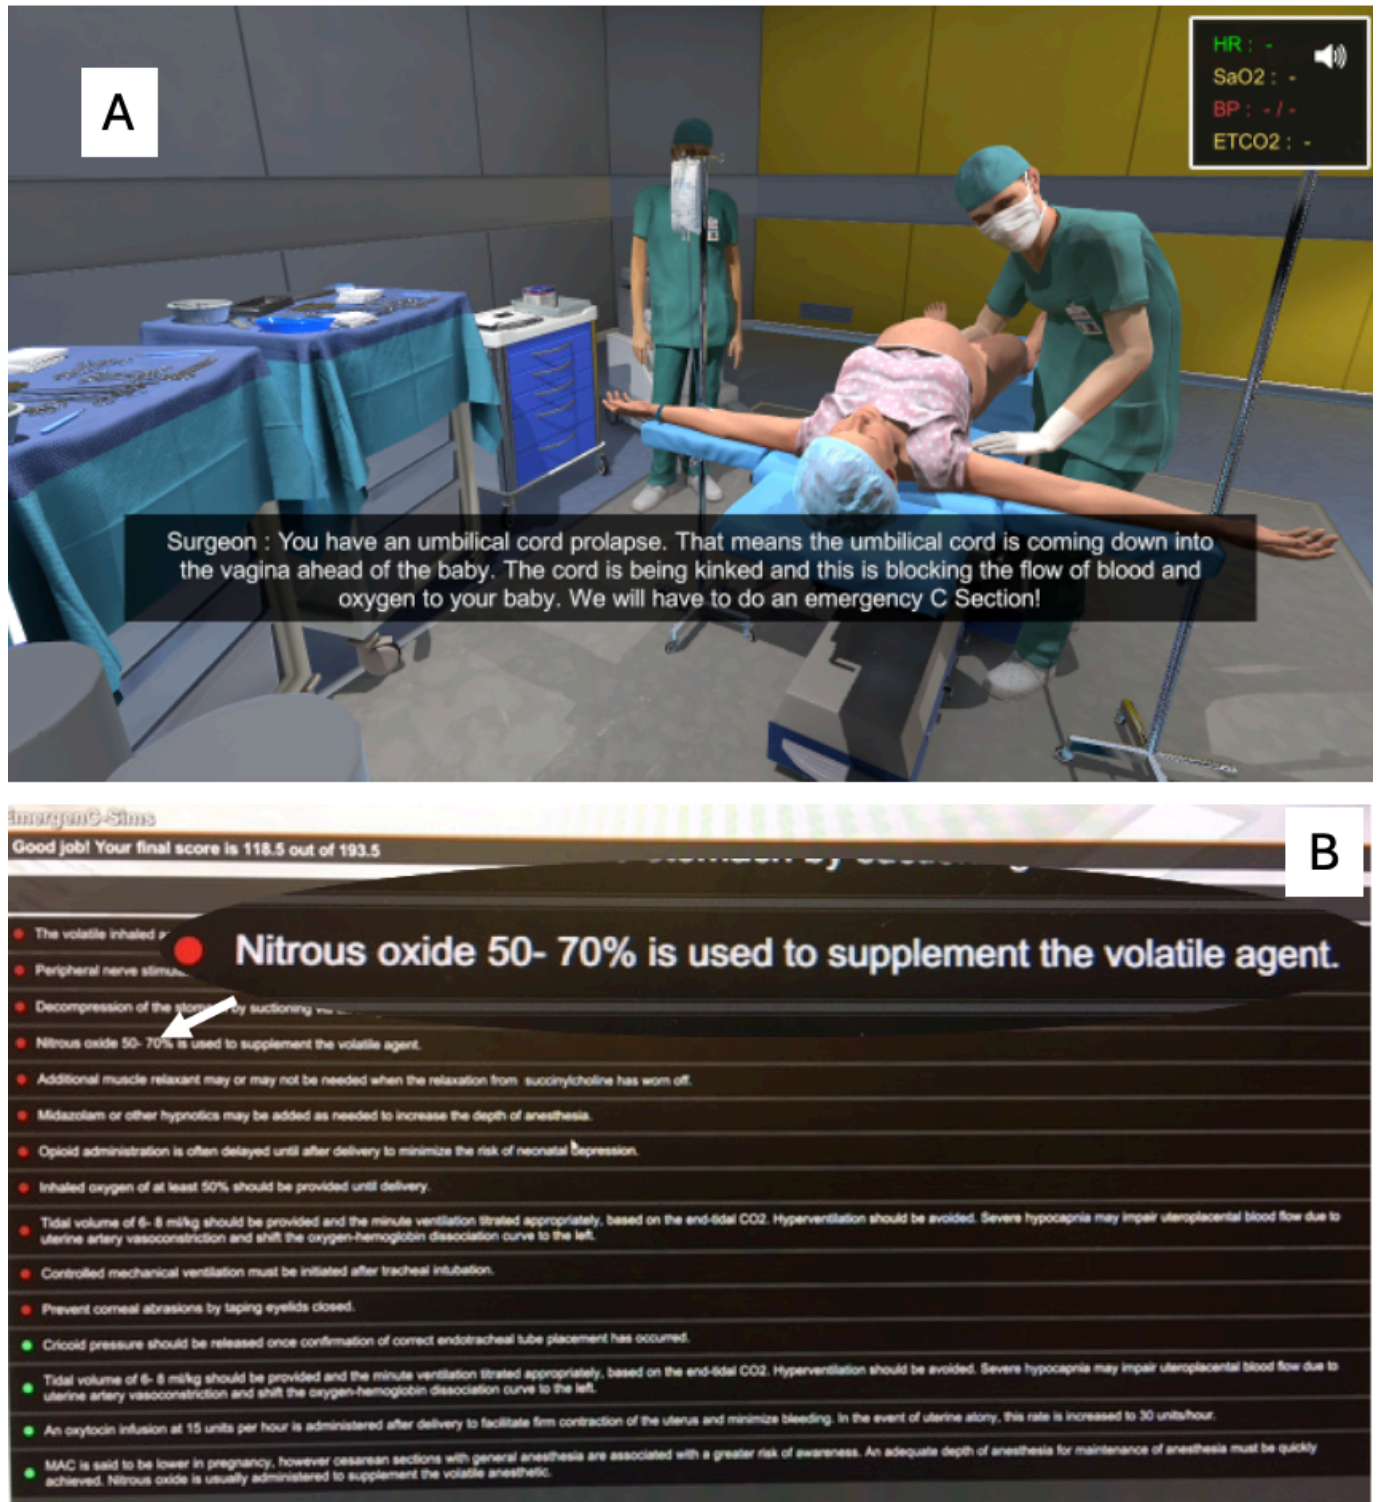 A
HR : -
SaO2 : -
BP : - / -
ETCO2 : -
Surgeon : You have an umbilical cord prolapse. That means the umbilical cord is coming down into
the vagina ahead of the baby. The cord is being kinked and this is blocking the flow of blood and
oxygen to your baby. We will have to do an emergency C Section!
B
EmergenC-Sims
Good job! Your final score is 118.5 out of 193.5
stomach by
The volatile inhaled
Nitrous oxide 50- 70% is used to supplement the volatile agent.
Peripheral nerve
Decompression of the stomach by suctioning
Nitrous oxide 50- 70% is used to supplement the volatile agent.
Additional muscle relaxant may or may not be needed when the relaxation from succinylcholine has worn off.
Midazolam or other hypnotics may be added as needed to increase the depth of anesthesia.
Opioid administration is often delayed until after delivery to minimize the risk of neonatal depression.
Inhaled oxygen of at least 50% should be provided until delivery.
Tidal volume of 6- 8 ml/kg should be provided and the minute ventilation titrated appropriately, based on the end-tidal CO2. Hyperventilation should be avoided. Severe hypocapnia may impair uteroplacental blood flow due to
uterine artery vasoconstriction and shift the oxygen-hemoglobin dissociation curve to the left.
Controlled mechanical ventilation must be initiated after tracheal intubation.
Prevent corneal abrasions by taping eyelids closed.
Cricoid pressure should be released once confirmation of correct endotracheal tube placement has occurred.
Tidal volume of 6- 8 ml/kg should be provided and the minute ventilation titrated appropriately, based on the end-tidal CO2. Hyperventilation should be avoided. Severe hypocapnia may impair uteroplacental blood flow due to
uterine artery vasoconstriction and shift the oxygen-hemoglobin dissociation curve to the left.
An oxytocin infusion at 15 units per hour is administered after delivery to facilitate firm contraction of the uterus and minimize bleeding. In the event of uterine atony, this rate is increased to 30 units/hour.
MAC is said to be lower in pregnancy, however cesarean sections with general anesthesia are associated with a greater risk of awareness. An adequate depth of anesthesia for maintenance of anesthesia must be quickly
achieved. Nitrous oxide is usually administered to supplement the volatile anesthetic.